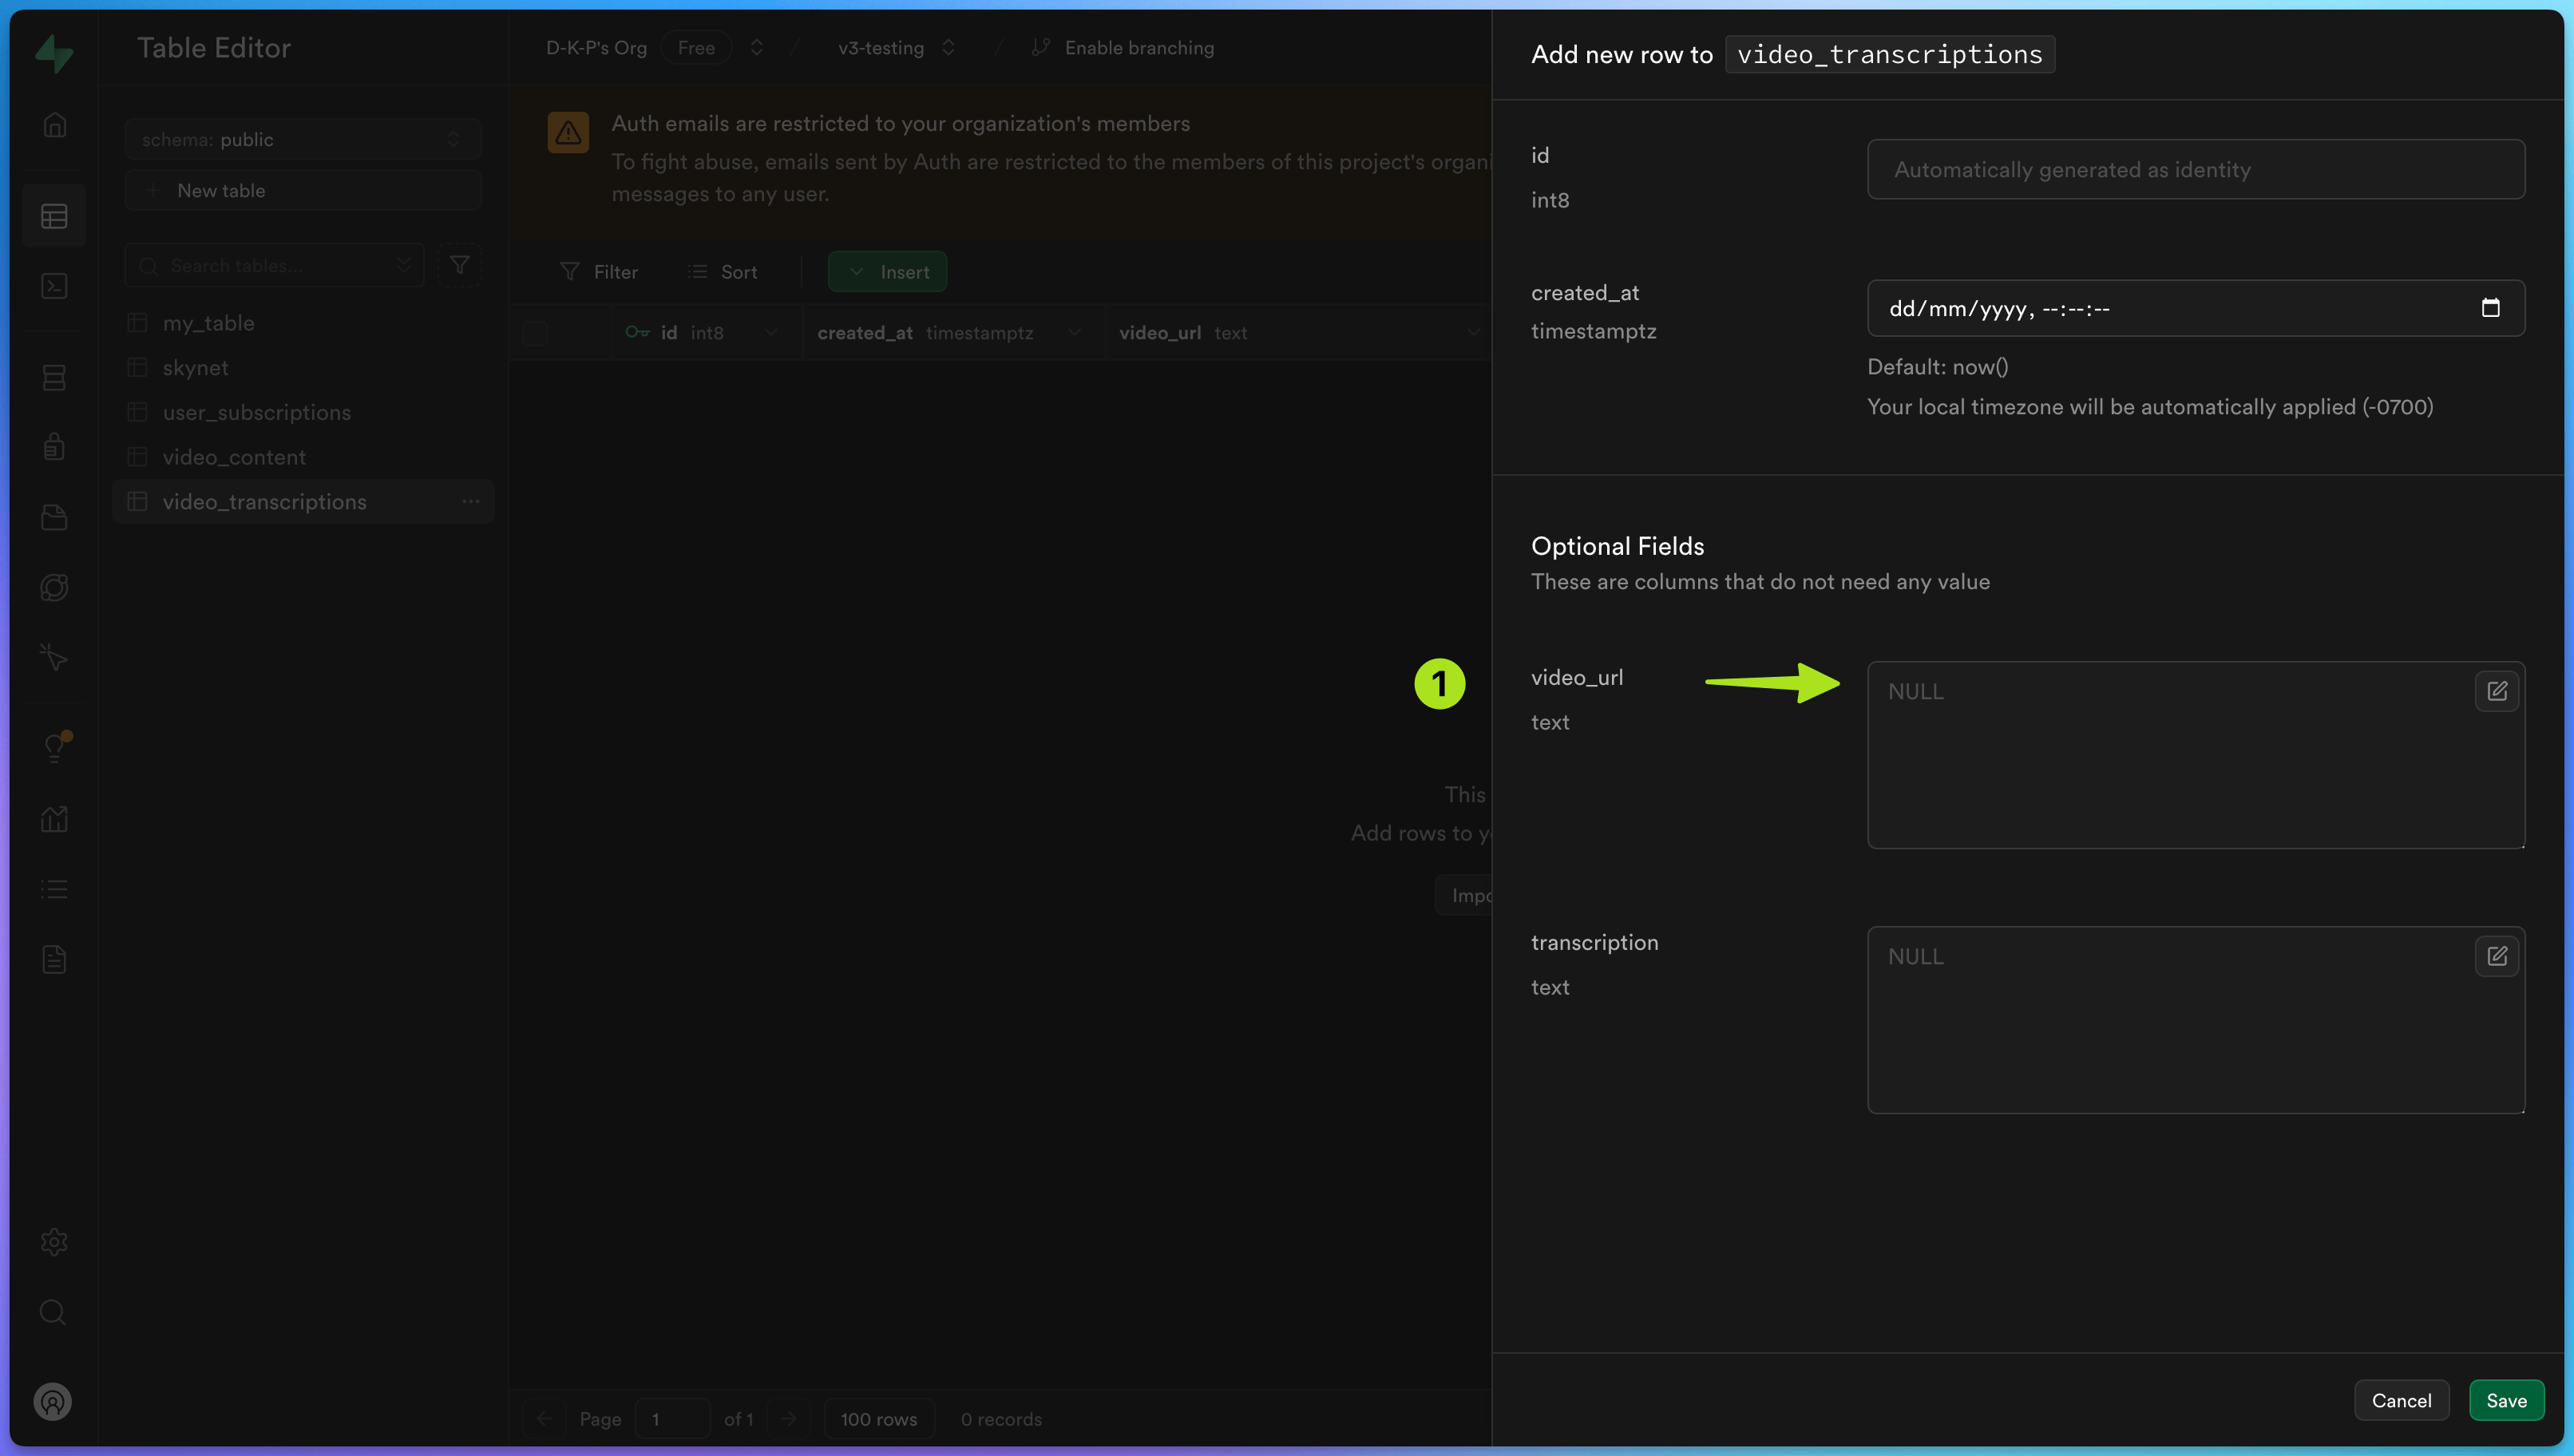 Table Editor
D-K-P's Org Free / v3-testing / Enable branching
schema: public
+ New table
Search tables...
my_table
skynet
user_subscriptions
video_content
video_transcriptions ...
Auth emails are restricted to your organization's members
To fight abuse, emails sent by Auth are restricted to the members of this project's organi
messages to any user.
Filter Sort Insert
id int8 created_at timestamptz video_url text
This
Add rows to y
Impo
Page 1 of 1 100 rows 0 records
Add new row to video_transcriptions
id
int8
Automatically generated as identity
created_at
timestamptz
dd/mm/yyyy, --:--:--
Default: now()
Your local timezone will be automatically applied (-0700)
Optional Fields
These are columns that do not need any value
1
video_url
text
NULL
transcription
text
NULL
Cancel Save